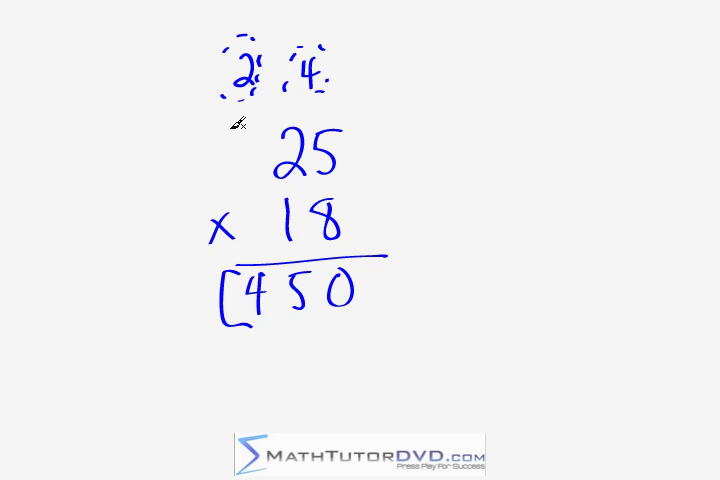 2 4
25
x 18
450
MATHTUTORDVD.COM
Press Play For Success